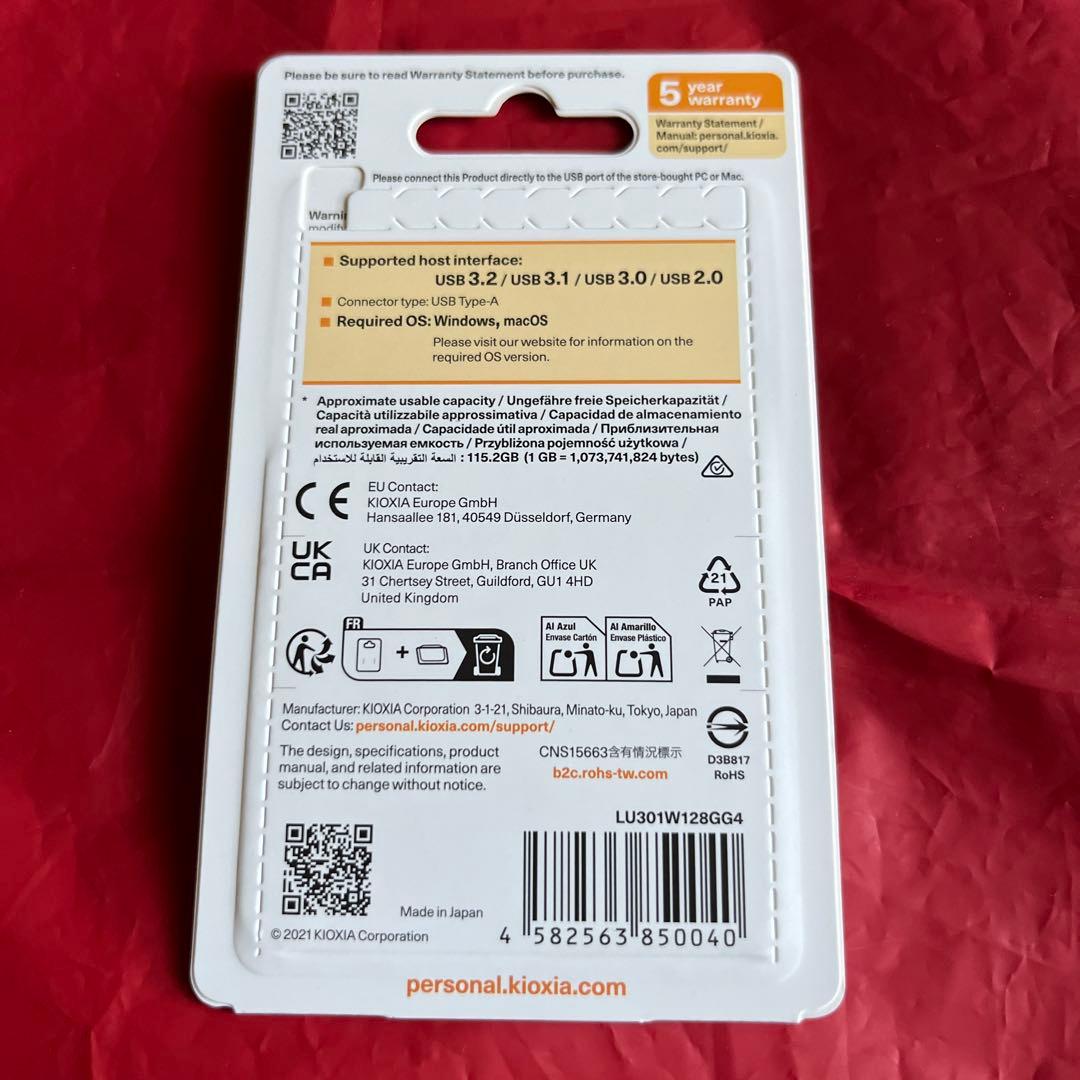 Please be sure to read Warranty Statement before purchase.
5 year
warranty
Warranty Statement /
Manual: personal.kioxia.
com/support/
Please connect this Product directly to the USB port of the store-bought PC or Mac.
■ Supported host interface:
USB 3.2 / USB 3.1 / USB 3.0 / USB 2.0
■ Connector type: USB Type-A
■ Required OS: Windows, macOS
Please visit our website for information on the
required OS version.
* Approximate usable capacity / Ungefähre freie Speicherkapazität /
Capacità utilizzabile approssimativa / Capacidad de almacenamiento
real aproximada / Capacidade útil aproximada / Приблизительная
используемая емкость / Przybliżona pojemność użytkowa /
السعة التقريبية القابلة للاستخدام : 115.2GB (1 GB = 1,073,741,824 bytes)
CE
EU Contact:
KIOXIA Europe GmbH
Hansaallee 181, 40549 Düsseldorf, Germany
UK
CA
UK Contact:
KIOXIA Europe GmbH, Branch Office UK
31 Chertsey Street, Guildford, GU1 4HD
United Kingdom
21
PAP
FR
+
Al Azul
Envase Cartón
Al Amarillo
Envase Plástico
Manufacturer: KIOXIA Corporation 3-1-21, Shibaura, Minato-ku, Tokyo, Japan
Contact Us: personal.kioxia.com/support/
The design, specifications, product
manual, and related information are
subject to change without notice.
CNS15663含有情況標示
b2c.rohs-tw.com
D3B817
RoHS
LU301W128GG4
Made in Japan
© 2021 KIOXIA Corporation
4 582563 850040
personal.kioxia.com